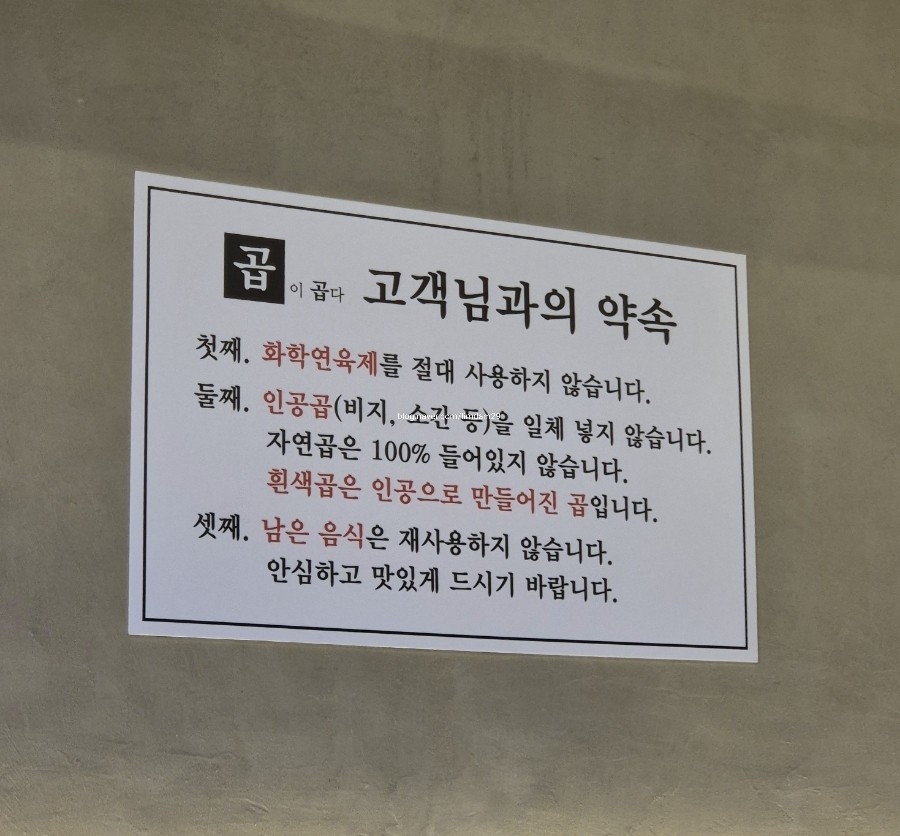 곱이 곱다 고객님과의 약속
첫째. 화학연육제를 절대 사용하지 않습니다.
둘째. 인공곱(비지, 소간 등)을 일체 넣지 않습니다.
자연곱은 100% 들어있지 않습니다.
흰색곱은 인공으로 만들어진 곱입니다.
셋째. 남은 음식은 재사용하지 않습니다.
안심하고 맛있게 드시기 바랍니다.